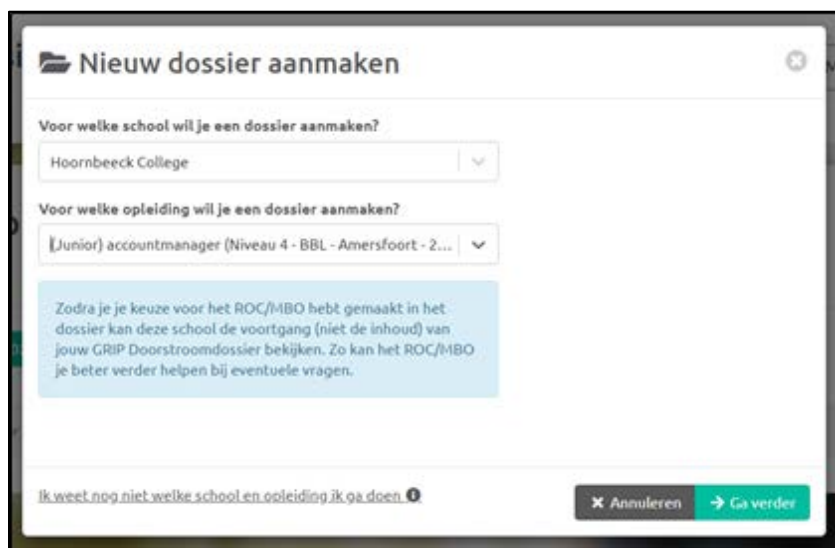 Nieuw dossier aanmaken
Voor welke school wil je een dossier aanmaken?
Hoornbeeck College
Voor welke opleiding wil je een dossier aanmaken?
(Junior) accountmanager (Niveau 4 - BBL - Amersfoort - 2...
Zodra je je keuze voor het ROC/MBO hebt gemaakt in het
dossier kan deze school de voortgang (niet de inhoud) van
jouw GRIP Doorstroomdossier bekijken. Zo kan het ROC/MBO
je beter verder helpen bij eventuele vragen.
Ik weet nog niet welke school en opleiding ik ga doen
Annuleren
Ga verder